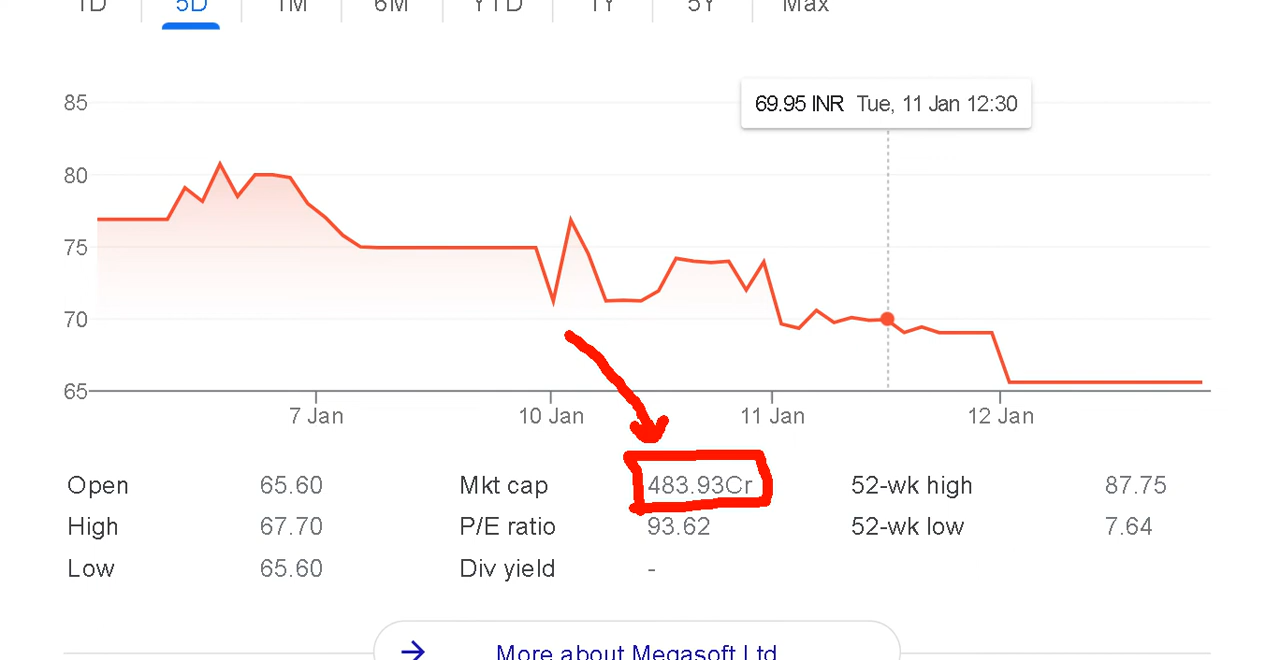 1D 5D 1M 6M YTD 1Y 5Y Max
69.95 INR Tue, 11 Jan 12:30
85
80
75
70
65
7 Jan 10 Jan 11 Jan 12 Jan
Open 65.60 Mkt cap 483.93Cr 52-wk high 87.75
High 67.70 P/E ratio 93.62 52-wk low 7.64
Low 65.60 Div yield -
More about Megasoft Ltd